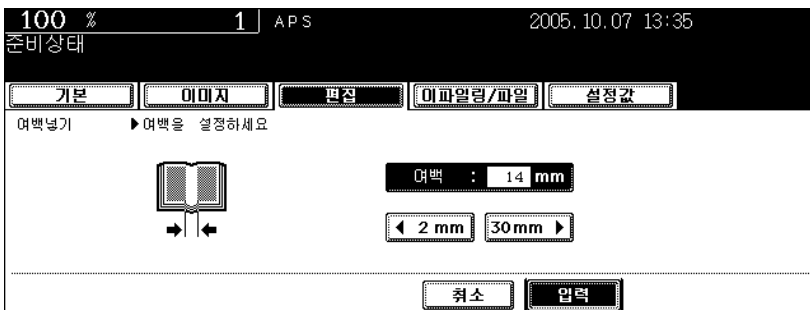 100 % 1 APS 2005.10.07 13:35
준비상태
기본 이미지 편집 이파일링/파일 설정값
여백넣기 ▶여백을 설정하세요
여백 : 14 mm
◀ 2 mm 30mm ▶
취소 입력